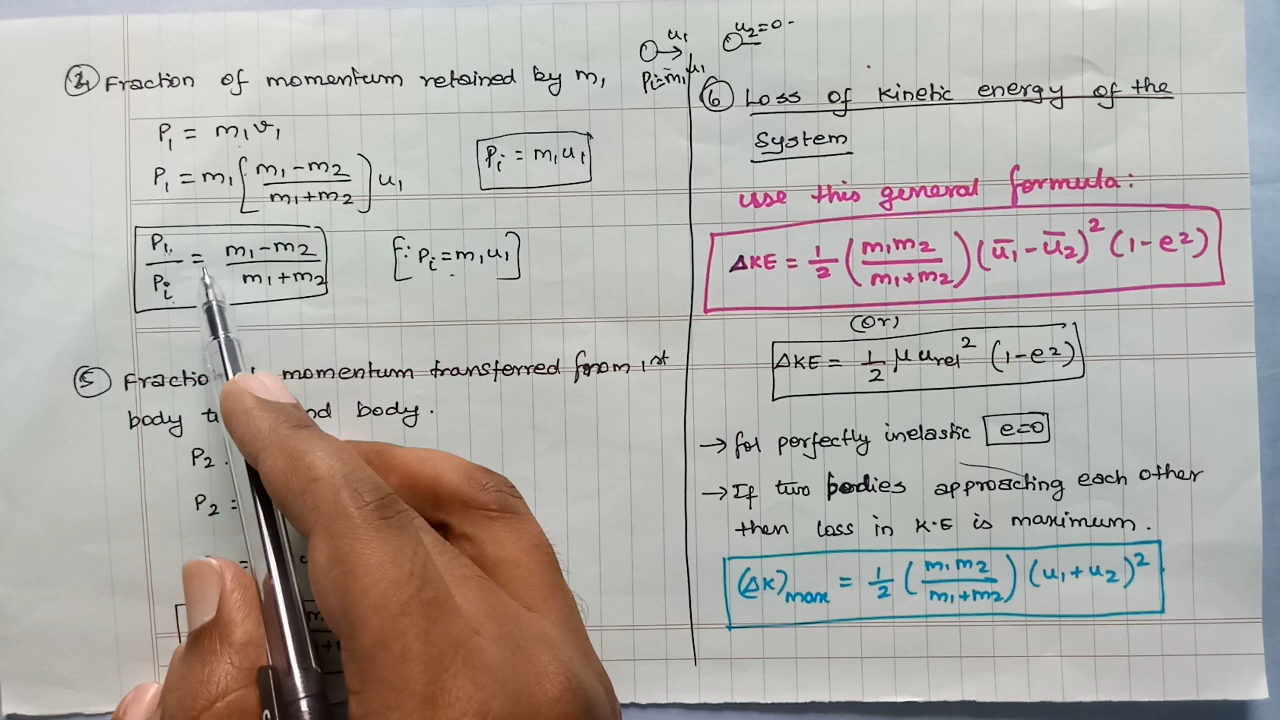 u₁ u₂=0
④ Fraction of momentum retained by m₁ Pᵢ=m₁u₁
P₁ = m₁v₁
Pᵢ = m₁u₁
P₁ = m₁[(m₁-m₂)/(m₁+m₂)]u₁
P₁/Pᵢ = (m₁-m₂)/(m₁+m₂) [∵ Pᵢ=m₁u₁]
⑤ Fraction momentum transferred from 1st
body nd body.
P₂
P₂ =
=
⑥ Loss of kinetic energy of the
System
use this general formula:
ΔKE = 1/2 (m₁m₂/(m₁+m₂)) (ū₁-ū₂)² (1-e²)
(or)
ΔKE = 1/2 μ u_rel² (1-e²)
→ for perfectly inelastic e=0
→ If two bodies approaching each other
then loss in K.E is maximum.
(ΔK)max = 1/2 (m₁m₂/(m₁+m₂)) (u₁+u₂)²